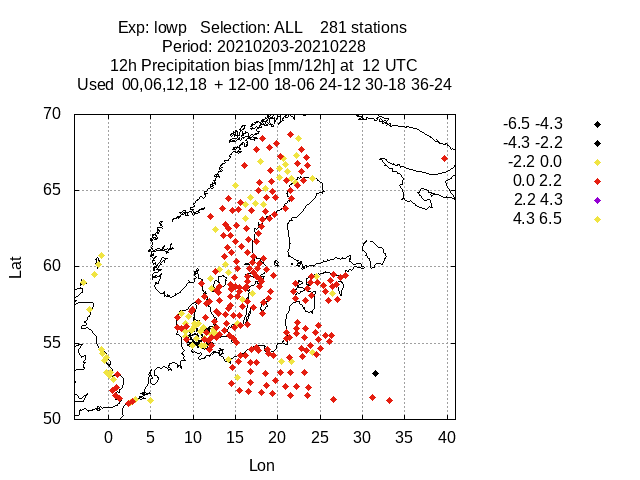 Exp: lowp   Selection: ALL    281 stations
Period: 20210203-20210228
12h Precipitation bias [mm/12h] at  12 UTC
Used  00,06,12,18  + 12-00 18-06 24-12 30-18 36-24
-6.5 -4.3
-4.3 -2.2
-2.2 0.0
0.0 2.2
2.2 4.3
4.3 6.5
70
65
60
55
50
Lat
0 5 10 15 20 25 30 35 40
Lon